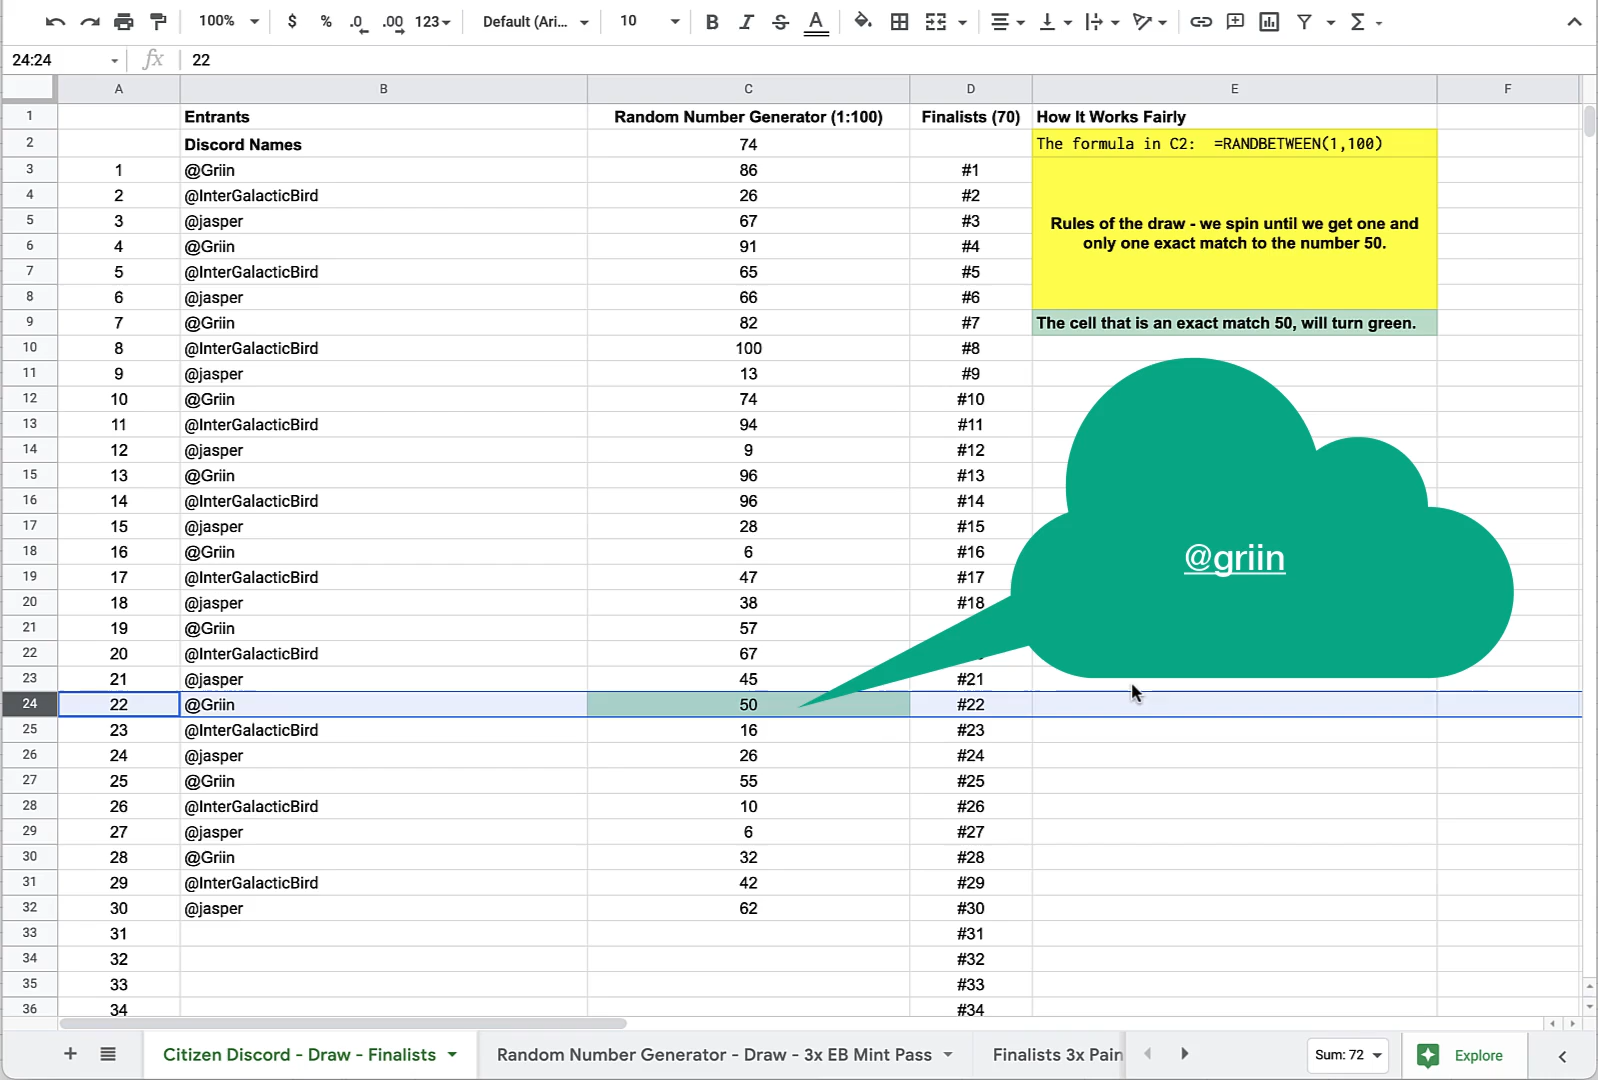 100% $ % .0 .00 123 Default (Ari... 10 B I S A Σ
24:24 fx 22
A B C D E F
1 Entrants Random Number Generator (1:100) Finalists (70) How It Works Fairly
2 Discord Names 74 The formula in C2: =RANDBETWEEN(1,100)
3 1 @Griin 86 #1
4 2 @InterGalacticBird 26 #2
5 3 @jasper 67 #3 Rules of the draw - we spin until we get one and
6 4 @Griin 91 #4 only one exact match to the number 50.
7 5 @InterGalacticBird 65 #5
8 6 @jasper 66 #6
9 7 @Griin 82 #7 The cell that is an exact match 50, will turn green.
10 8 @InterGalacticBird 100 #8
11 9 @jasper 13 #9
12 10 @Griin 74 #10
13 11 @InterGalacticBird 94 #11
14 12 @jasper 9 #12
15 13 @Griin 96 #13
16 14 @InterGalacticBird 96 #14
17 15 @jasper 28 #15
18 16 @Griin 6 #16 @griin
19 17 @InterGalacticBird 47 #17
20 18 @jasper 38 #18
21 19 @Griin 57
22 20 @InterGalacticBird 67
23 21 @jasper 45 #21
24 22 @Griin 50 #22
25 23 @InterGalacticBird 16 #23
26 24 @jasper 26 #24
27 25 @Griin 55 #25
28 26 @InterGalacticBird 10 #26
29 27 @jasper 6 #27
30 28 @Griin 32 #28
31 29 @InterGalacticBird 42 #29
32 30 @jasper 62 #30
33 31 #31
34 32 #32
35 33 #33
36 34 #34
+ Citizen Discord - Draw - Finalists Random Number Generator - Draw - 3x EB Mint Pass Finalists 3x Pain Sum: 72 Explore